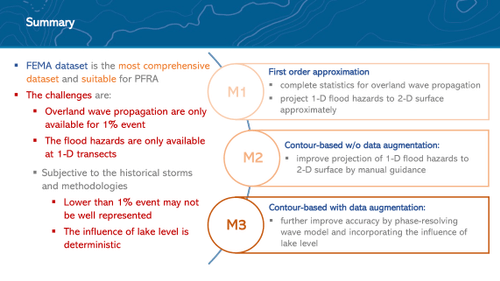 Summary
▪ FEMA dataset is the most comprehensive
dataset and suitable for PFRA
▪ The challenges are:
▪ Overland wave propagation are only
available for 1% event
▪ The flood hazards are only available
at 1-D transects
▪ Subjective to the historical storms
and methodologies
▪ Lower than 1% event may not
be well represented
▪ The influence of lake level is
deterministic
M1
First order approximation
▪ complete statistics for overland wave propagation
▪ project 1-D flood hazards to 2-D surface
approximately
M2
Contour-based w/o data augmentation:
▪ improve projection of 1-D flood hazards to
2-D surface by manual guidance
M3
Contour-based with data augmentation:
▪ further improve accuracy by phase-resolving
wave model and incorporating the influence of
lake level